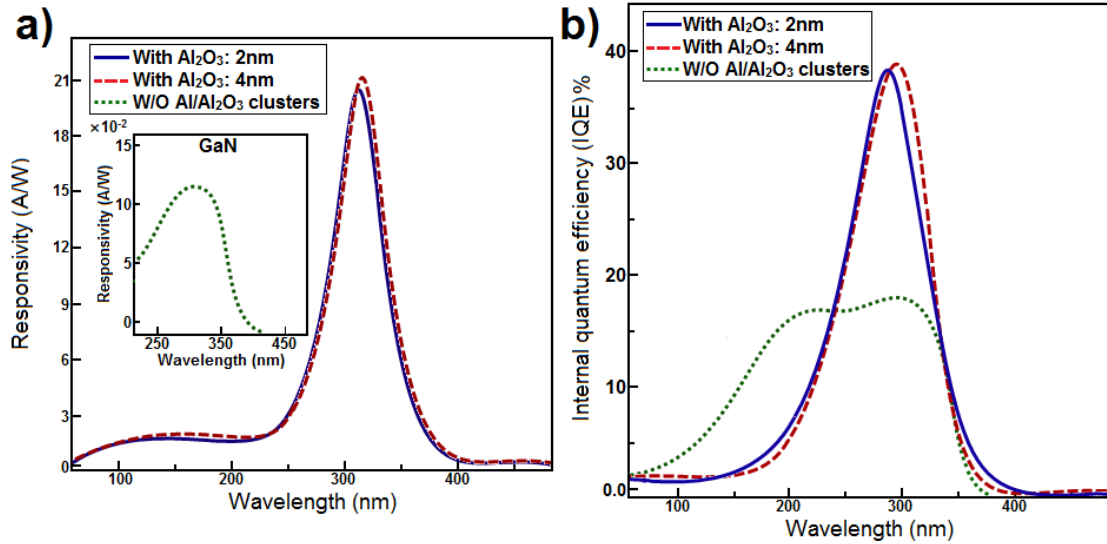 a)
With Al₂O₃: 2nm
With Al₂O₃: 4nm
W/O Al/Al₂O₃ clusters
Responsivity (A/W)
21
18
15
12
9
6
3
0
100
200
300
400
Wavelength (nm)
×10⁻²
GaN
Responsivity (A/W)
15
10
5
0
250
350
450
Wavelength (nm)
b)
With Al₂O₃: 2nm
With Al₂O₃: 4nm
W/O Al/Al₂O₃ clusters
Internal quantum efficiency (IQE) %
40
30
20
10
0.0
100
200
300
400
Wavelength (nm)